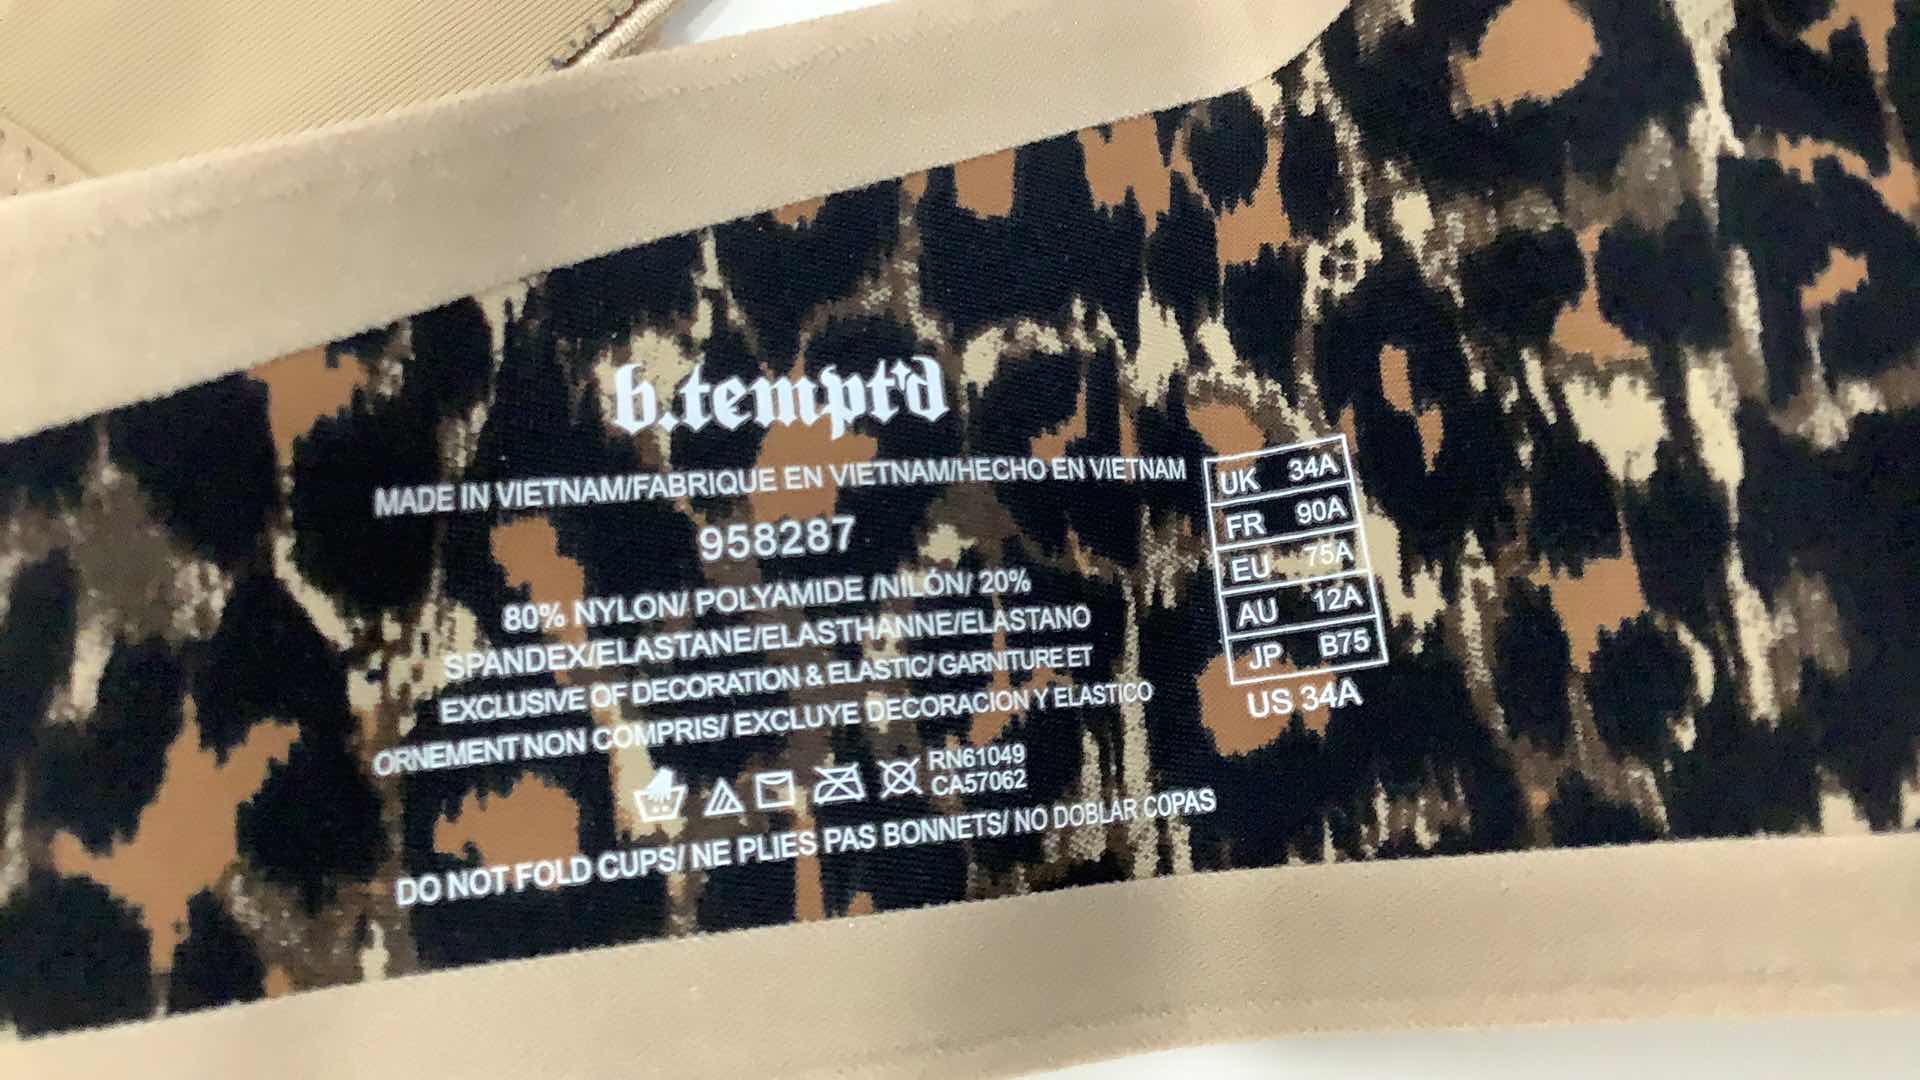 b.tempt'd
MADE IN VIETNAM/FABRIQUE EN VIETNAM/HECHO EN VIETNAM
958287
80% NYLON/ POLYAMIDE /NILÓN/ 20%
SPANDEX/ELASTANE/ELASTHANNE/ELASTANO
EXCLUSIVE OF DECORATION & ELASTIC/ GARNITURE ET
ORNEMENT NON COMPRIS/ EXCLUYE DECORACION Y ELASTICO
RN61049
CA57062
DO NOT FOLD CUPS/ NE PLIES PAS BONNETS/ NO DOBLAR COPAS
UK 34A
FR 90A
EU 75A
AU 12A
JP B75
US 34A